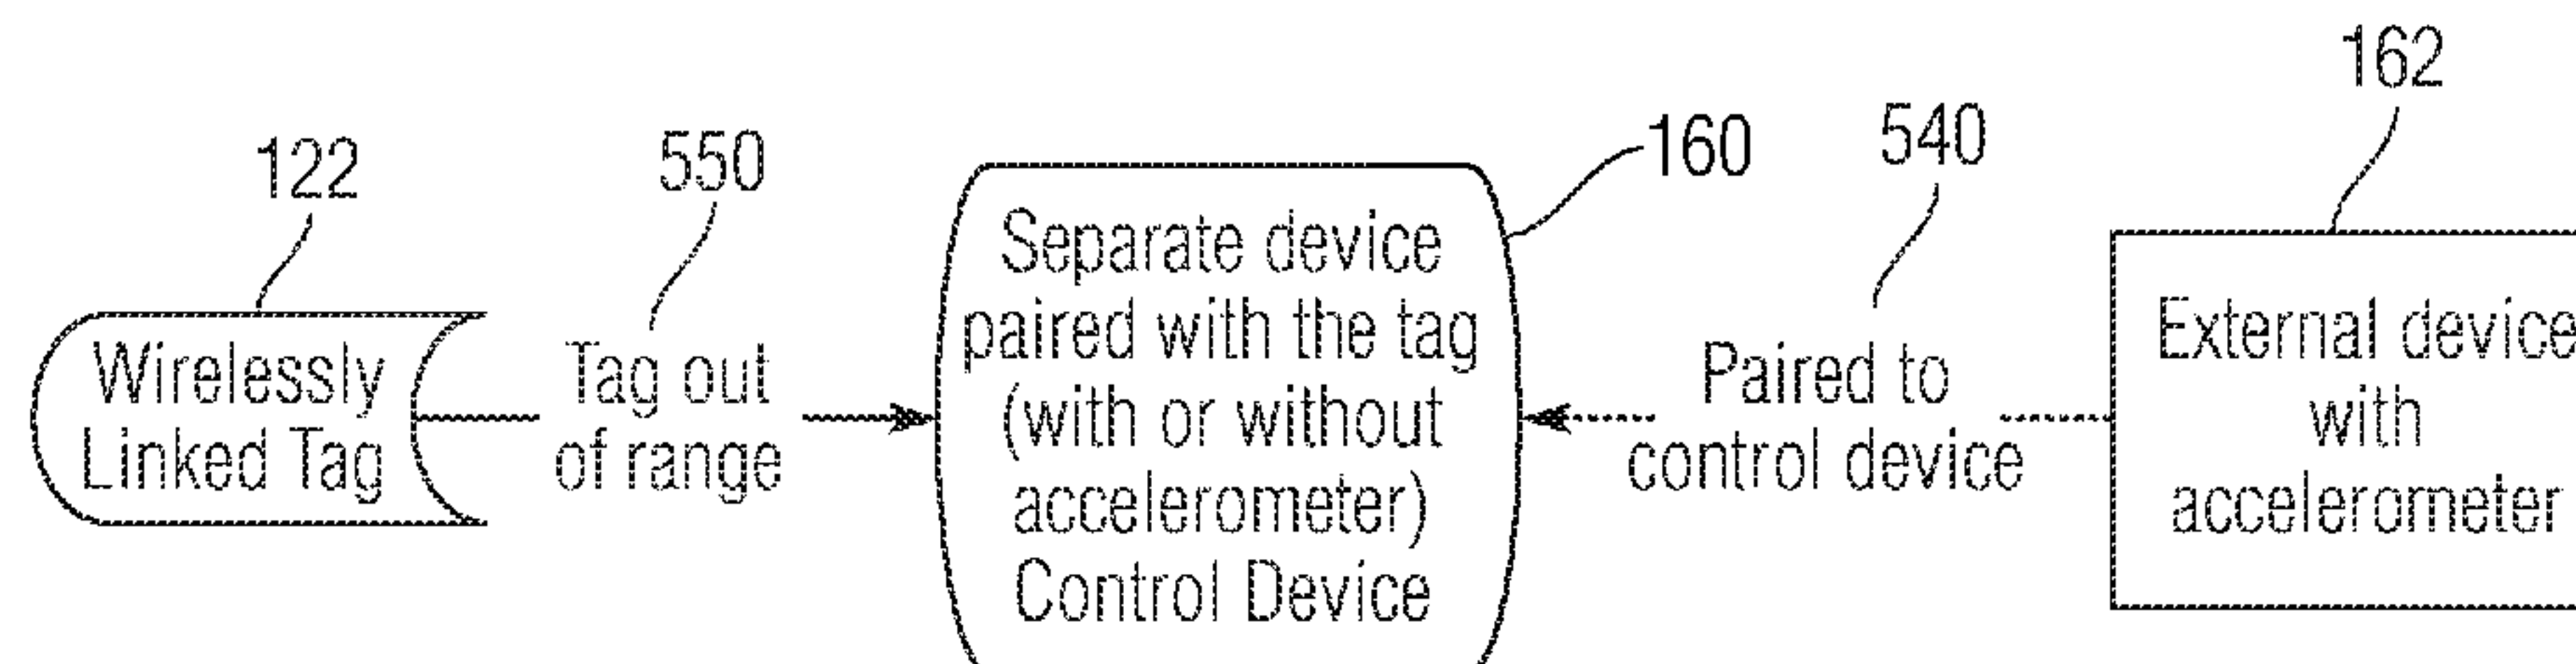 122
Wirelessly
Linked Tag
550
Tag out
of range
160
Separate device
paired with the tag
(with or without
accelerometer)
Control Device
540
Paired to
control device
162
External device
with
accelerometer